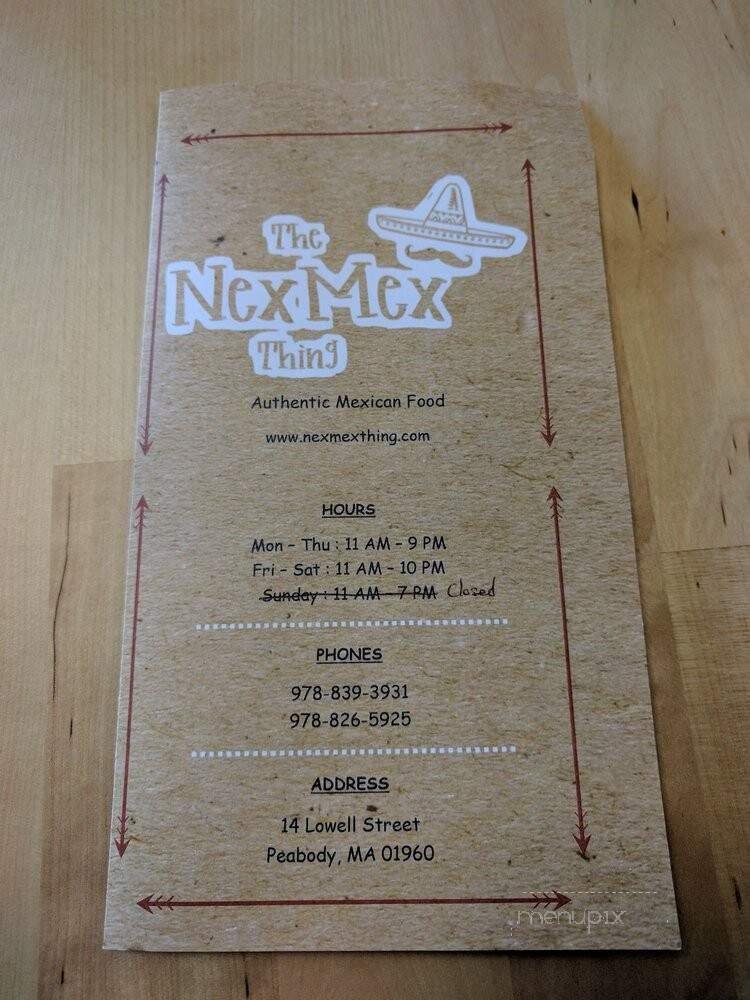 The
Nex Mex
Thing
Authentic Mexican Food
www.nexmexthing.com
HOURS
Mon - Thu : 11 AM - 9 PM
Fri - Sat : 11 AM - 10 PM
Sunday : 11 AM - 7 PM Closed
PHONES
978-839-3931
978-826-5925
ADDRESS
14 Lowell Street
Peabody, MA 01960
menupix